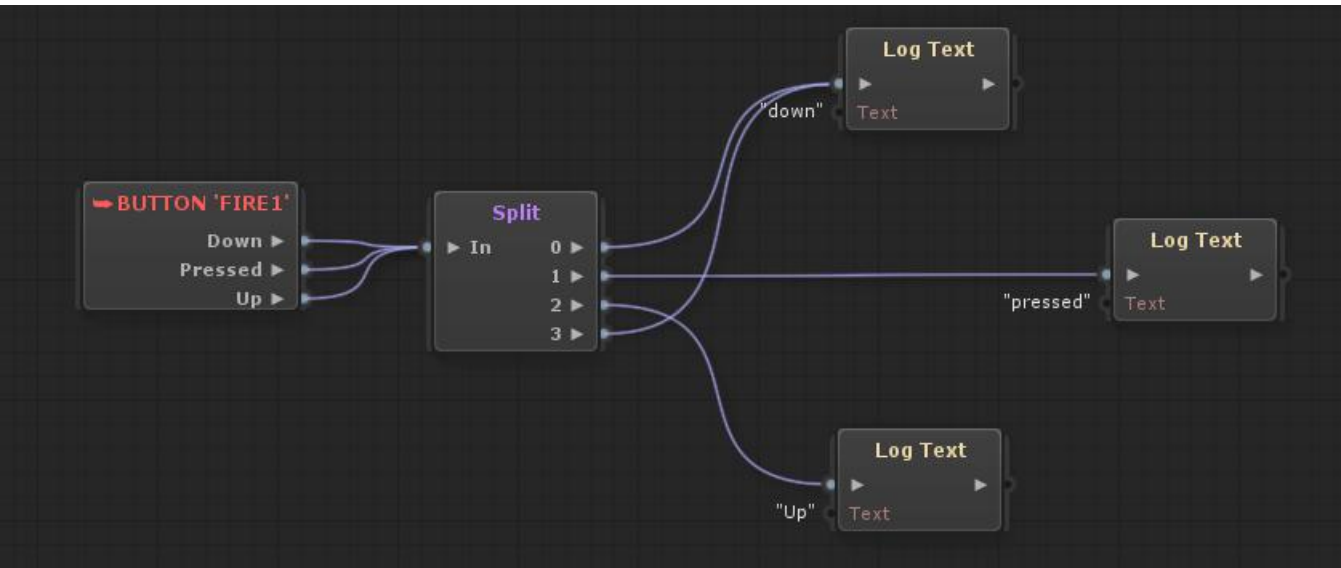 BUTTON 'FIRE1'
Down
Pressed
Up
Split
In 0
1
2
3
Log Text
"down" Text
Log Text
"pressed" Text
Log Text
"Up" Text